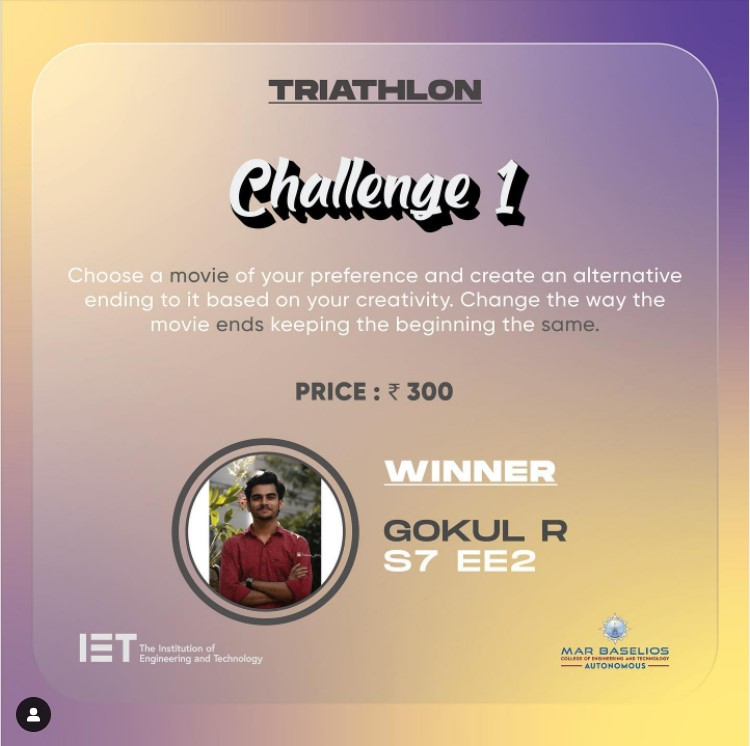 TRIATHLON
Challenge 1
Choose a movie of your preference and create an alternative
ending to it based on your creativity. Change the way the
movie ends keeping the beginning the same.
PRICE : ₹ 300
WINNER
GOKUL R
S7 EE2
IET The Institution of
Engineering and Technology
MAR BASELIOS
COLLEGE OF ENGINEERING AND TECHNOLOGY
AUTONOMOUS